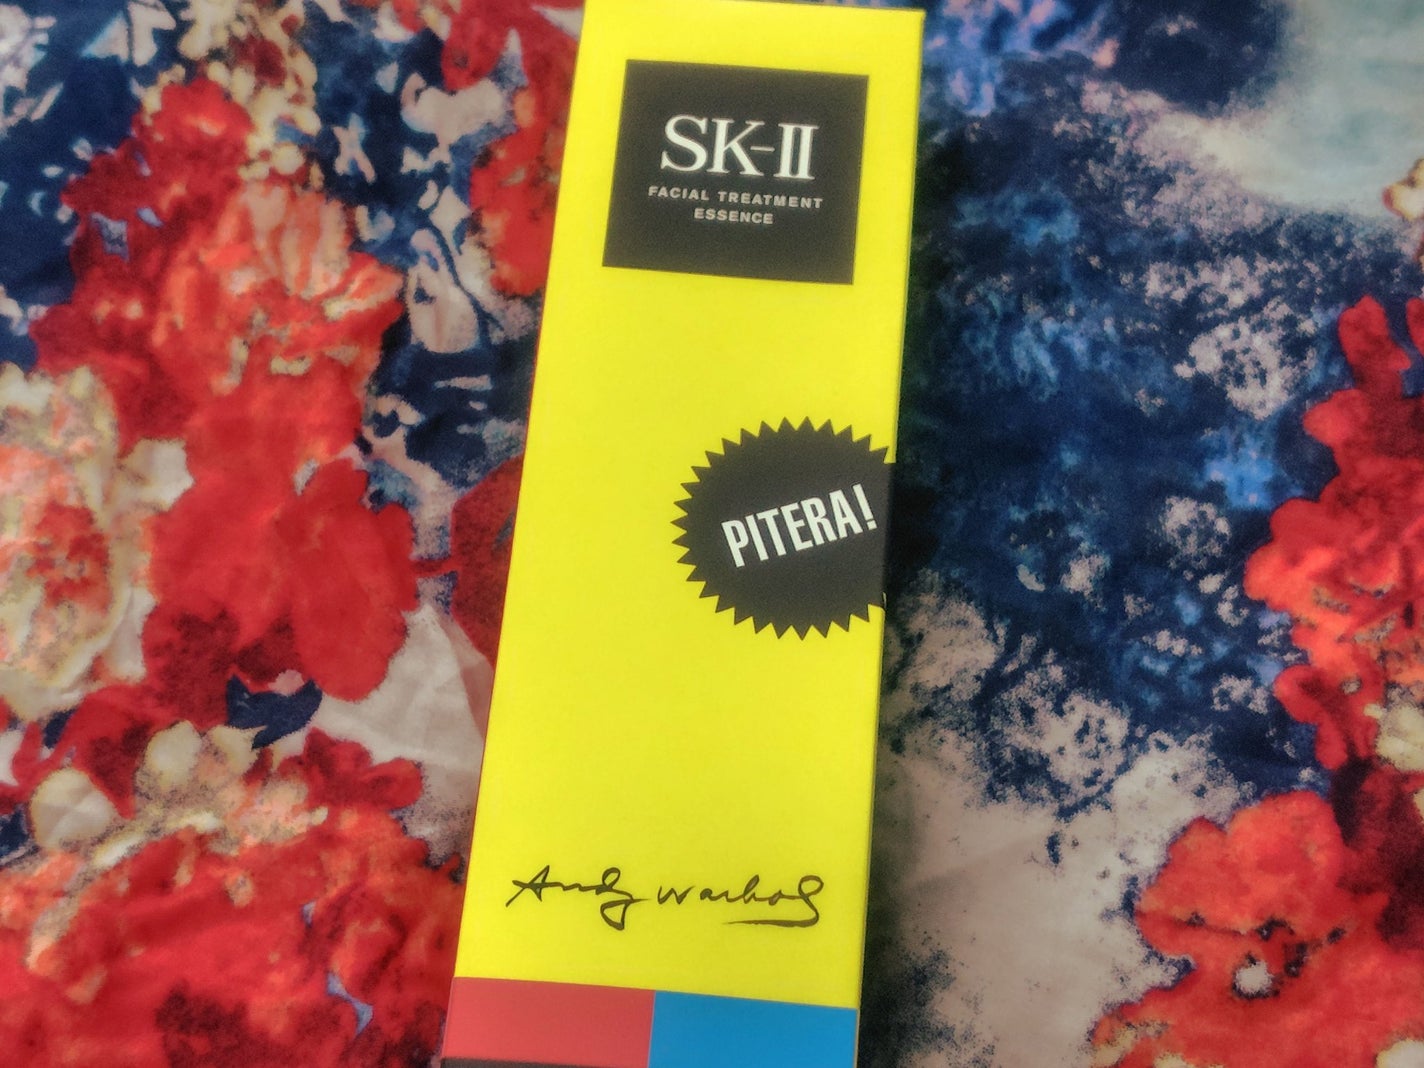 SK-II
FACIAL TREATMENT
ESSENCE
PITERA!
Andy Warhol